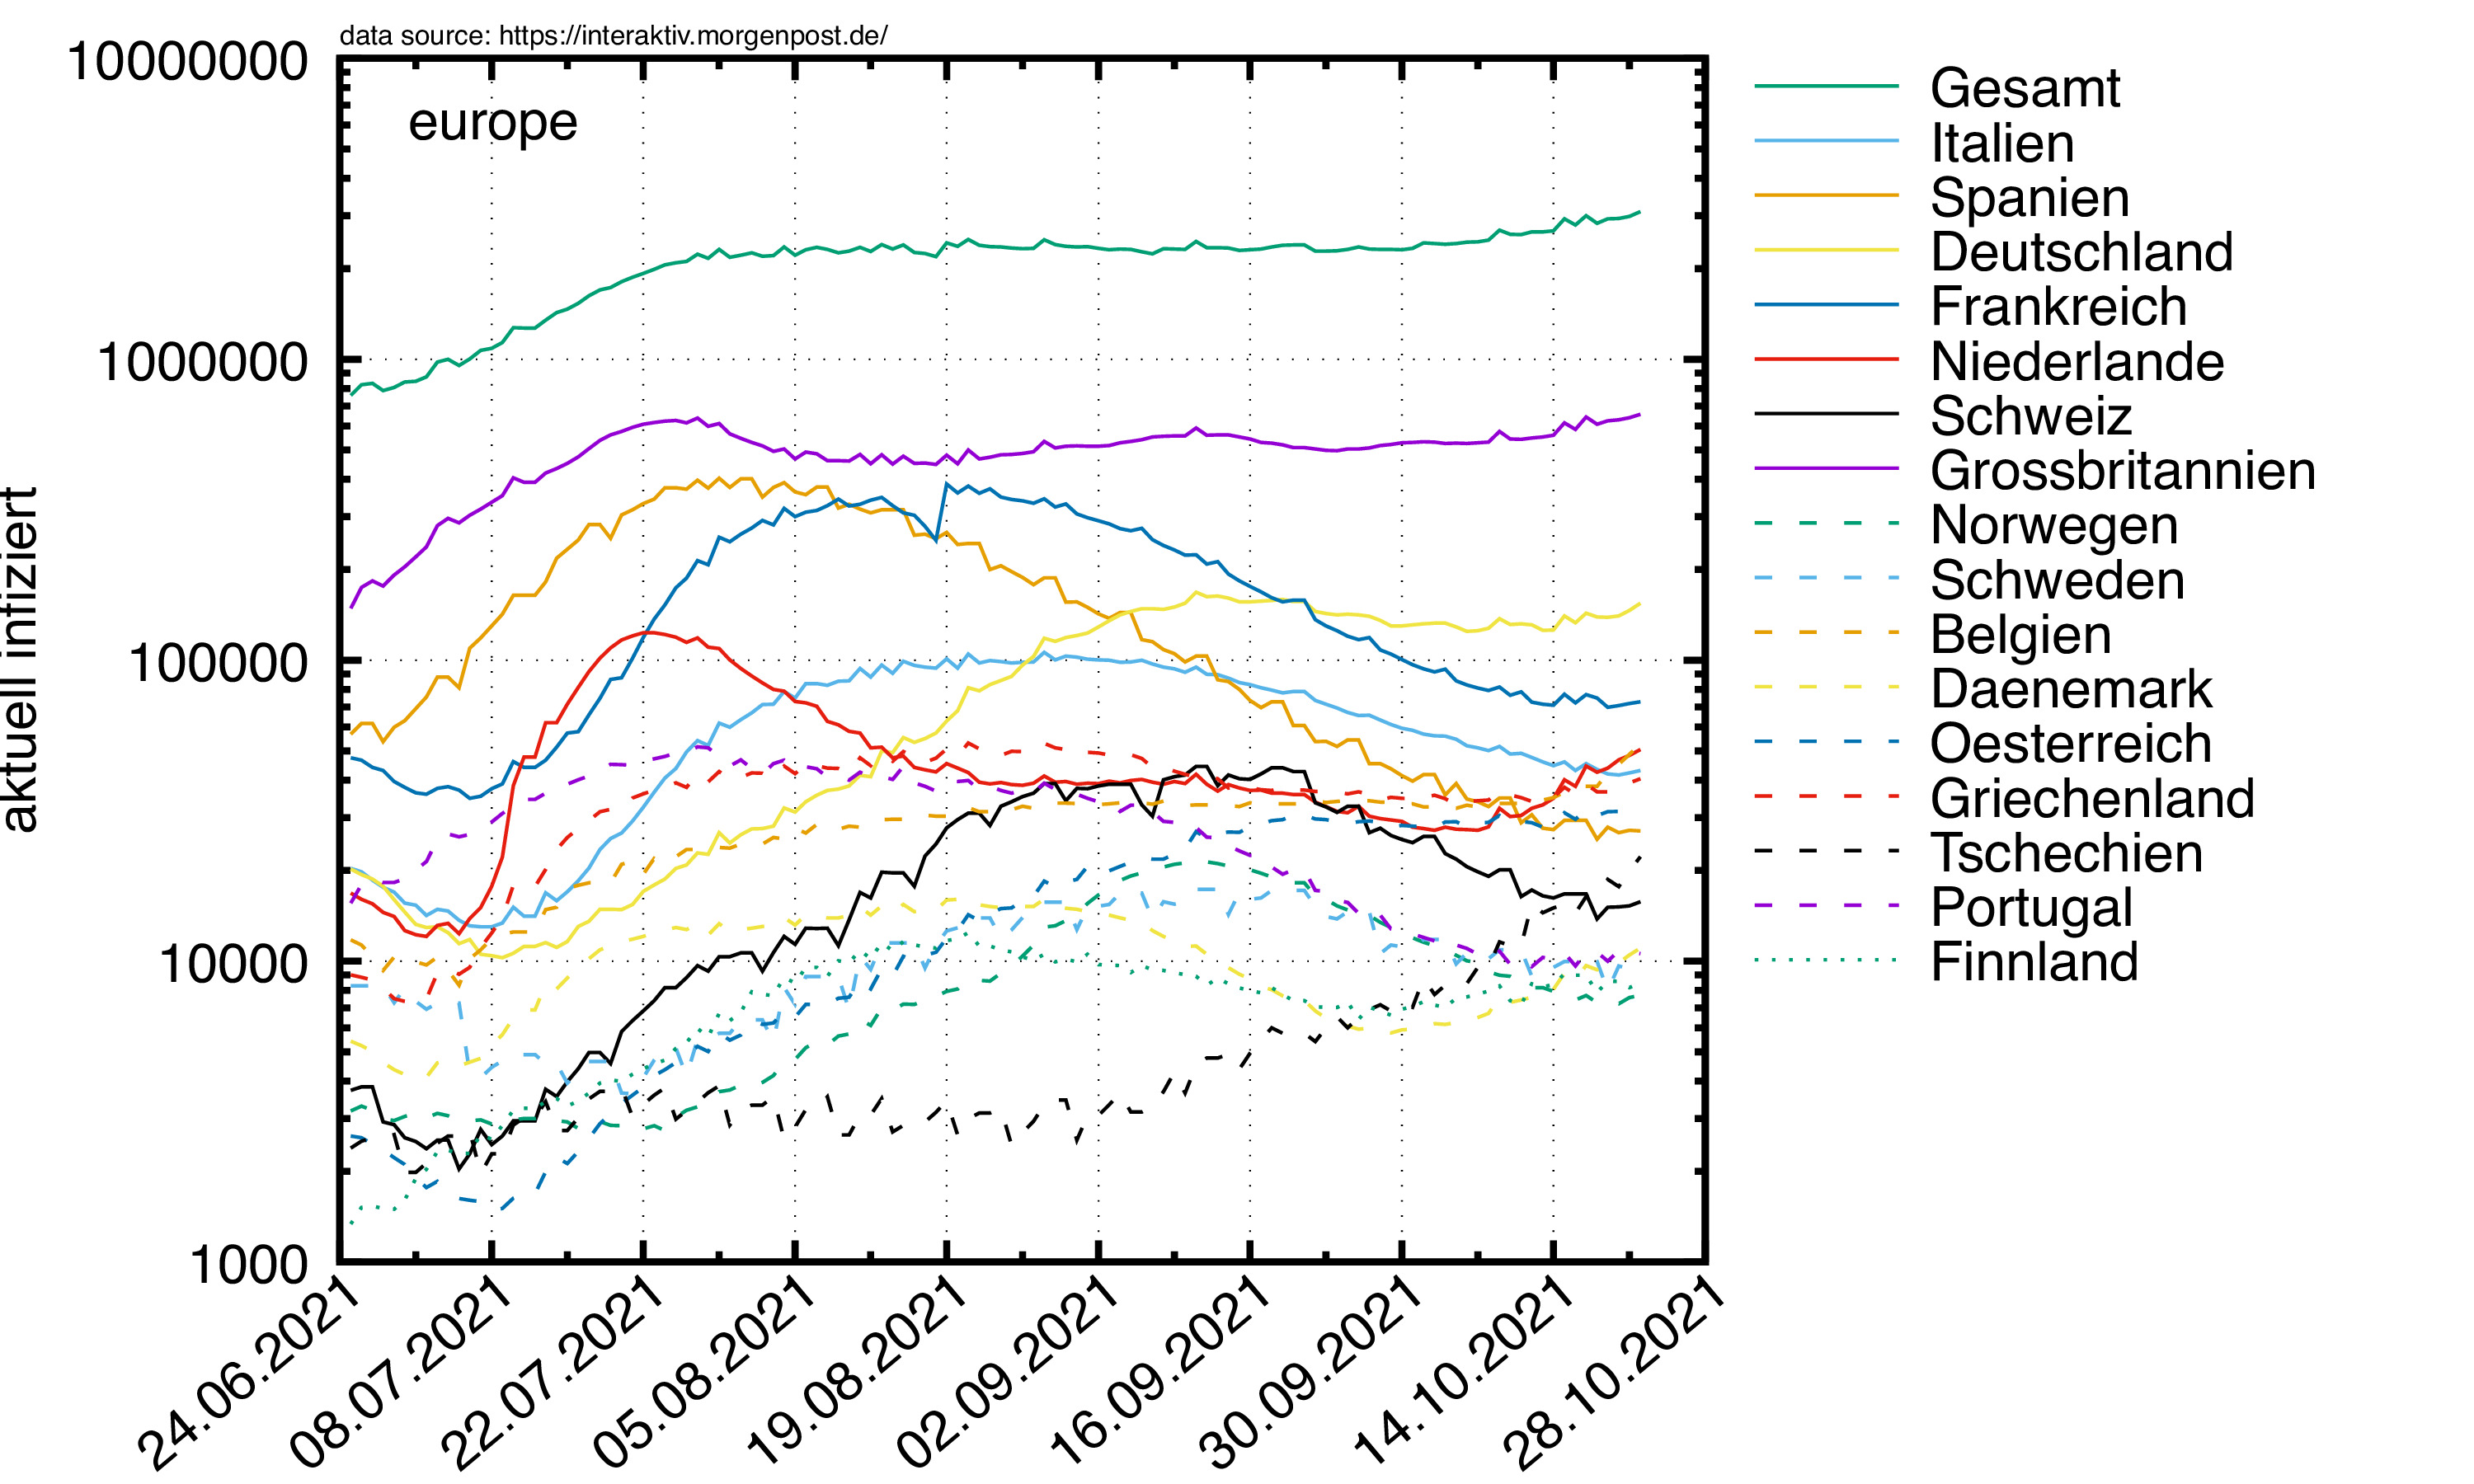 data source: https://interaktiv.morgenpost.de/
10000000
1000000
100000
10000
1000
aktuell infiziert
europe
Gesamt
Italien
Spanien
Deutschland
Frankreich
Niederlande
Schweiz
Grossbritannien
Norwegen
Schweden
Belgien
Daenemark
Oesterreich
Griechenland
Tschechien
Portugal
Finnland
24.06.2021
08.07.2021
22.07.2021
05.08.2021
19.08.2021
02.09.2021
16.09.2021
30.09.2021
14.10.2021
28.10.2021